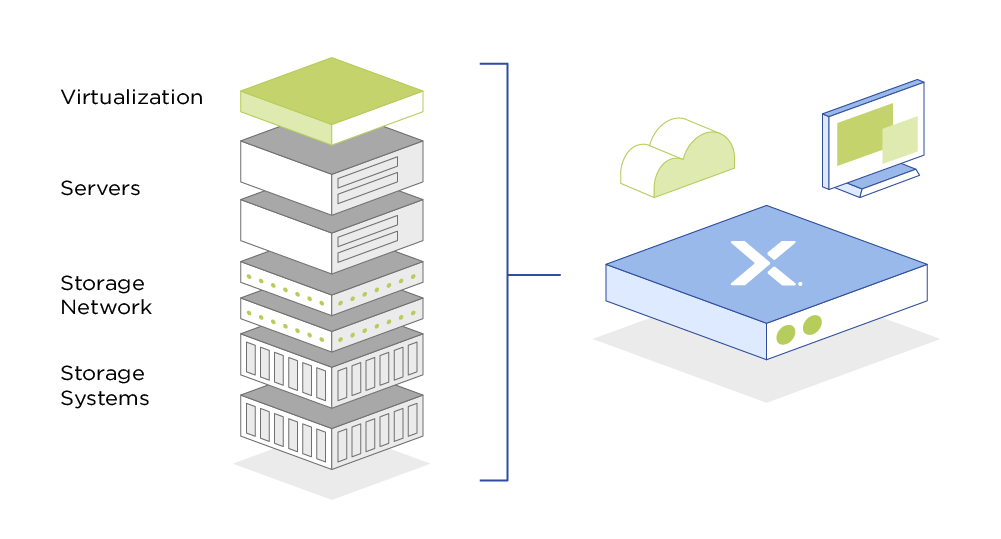 Virtualization
Servers
Storage
Network
Storage
Systems